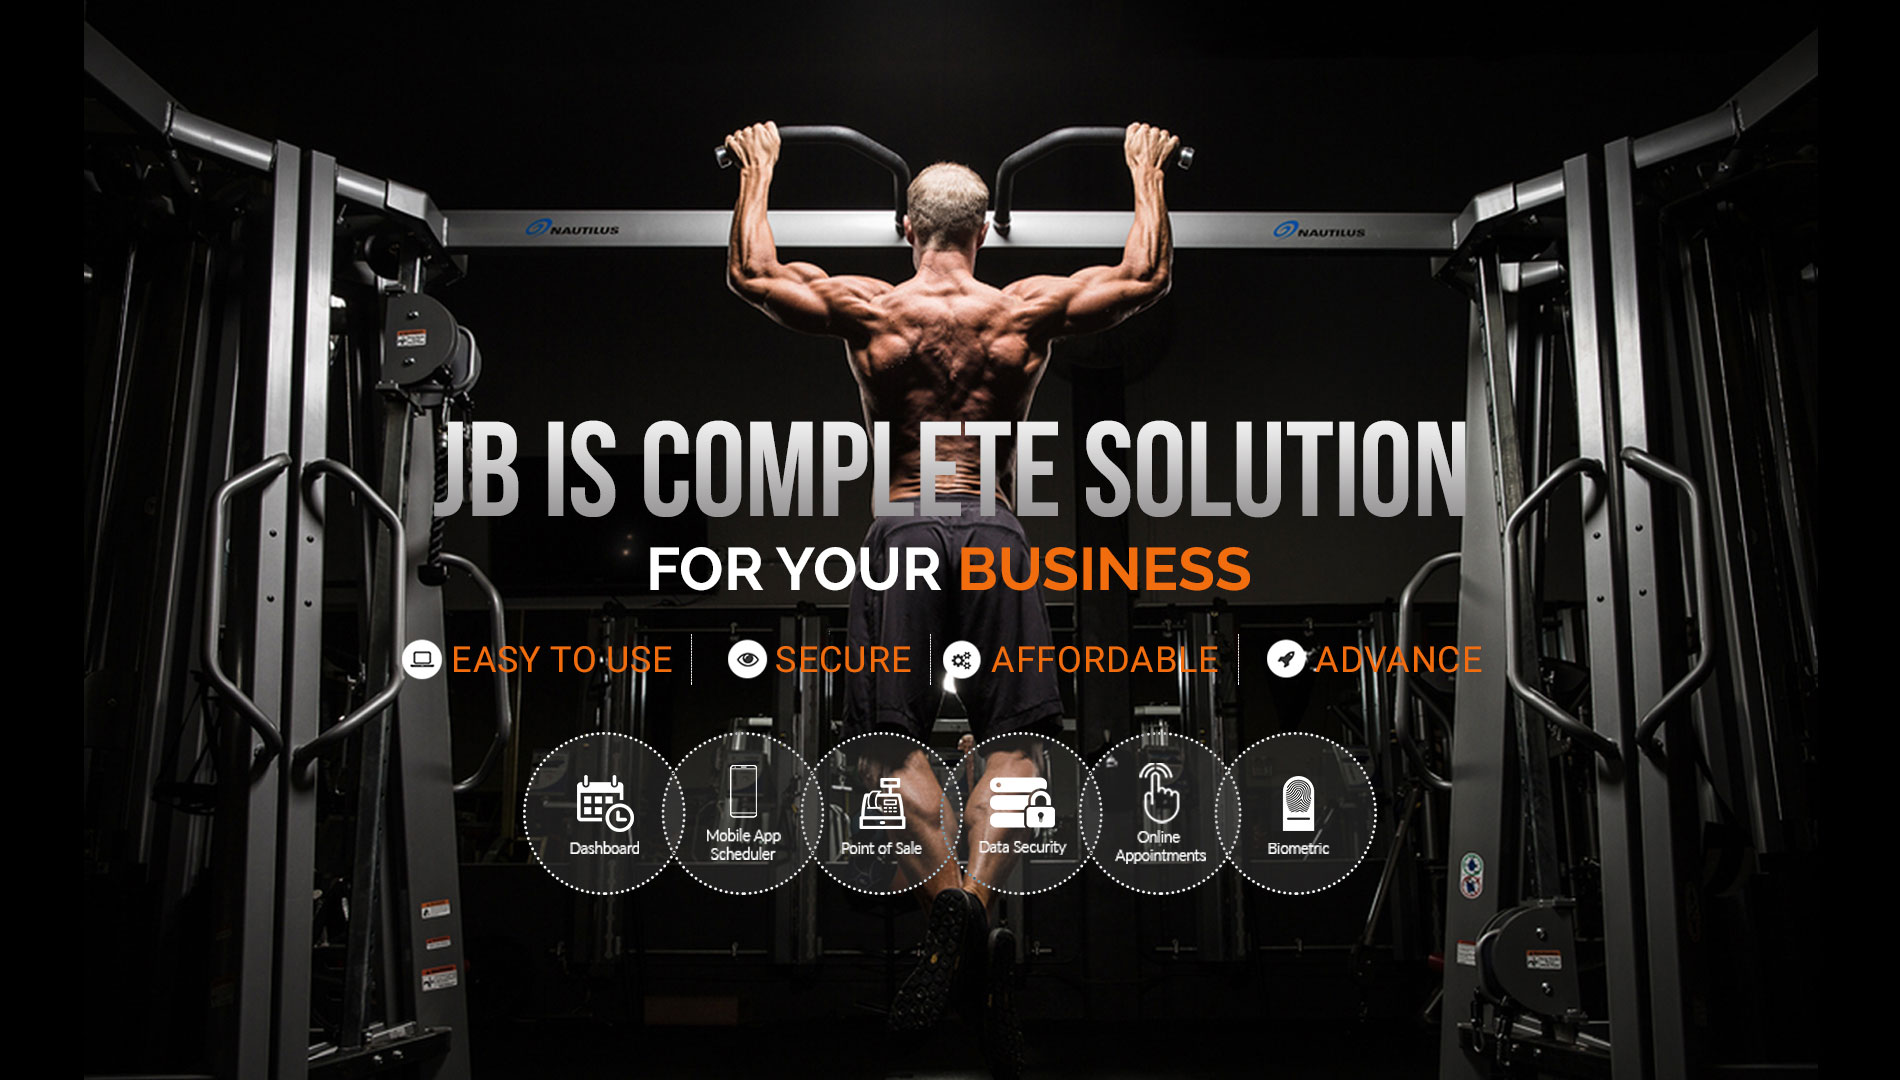 NAUTILUS
NAUTILUS
JB IS COMPLETE SOLUTION
FOR YOUR BUSINESS
EASY TO USE
SECURE
AFFORDABLE
ADVANCE
Dashboard
Mobile App
Scheduler
Point of Sale
Data Security
Online
Appointments
Biometric